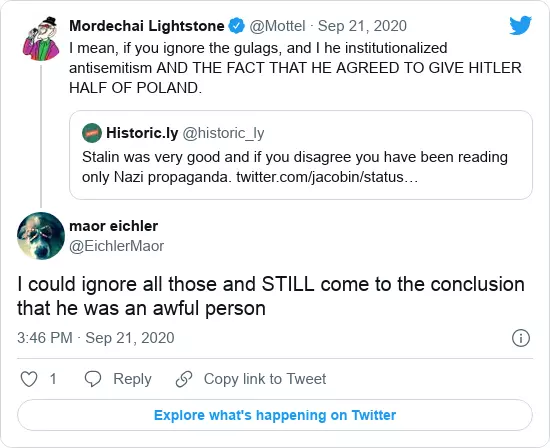 Mordechai Lightstone @Mottel · Sep 21, 2020
I mean, if you ignore the gulags, and I he institutionalized
antisemitism AND THE FACT THAT HE AGREED TO GIVE HITLER
HALF OF POLAND.
Historic.ly @historic_ly
Stalin was very good and if you disagree you have been reading
only Nazi propaganda. twitter.com/jacobin/status…
maor eichler
@EichlerMaor
I could ignore all those and STILL come to the conclusion
that he was an awful person
3:46 PM · Sep 21, 2020
1 Reply Copy link to Tweet
Explore what's happening on Twitter